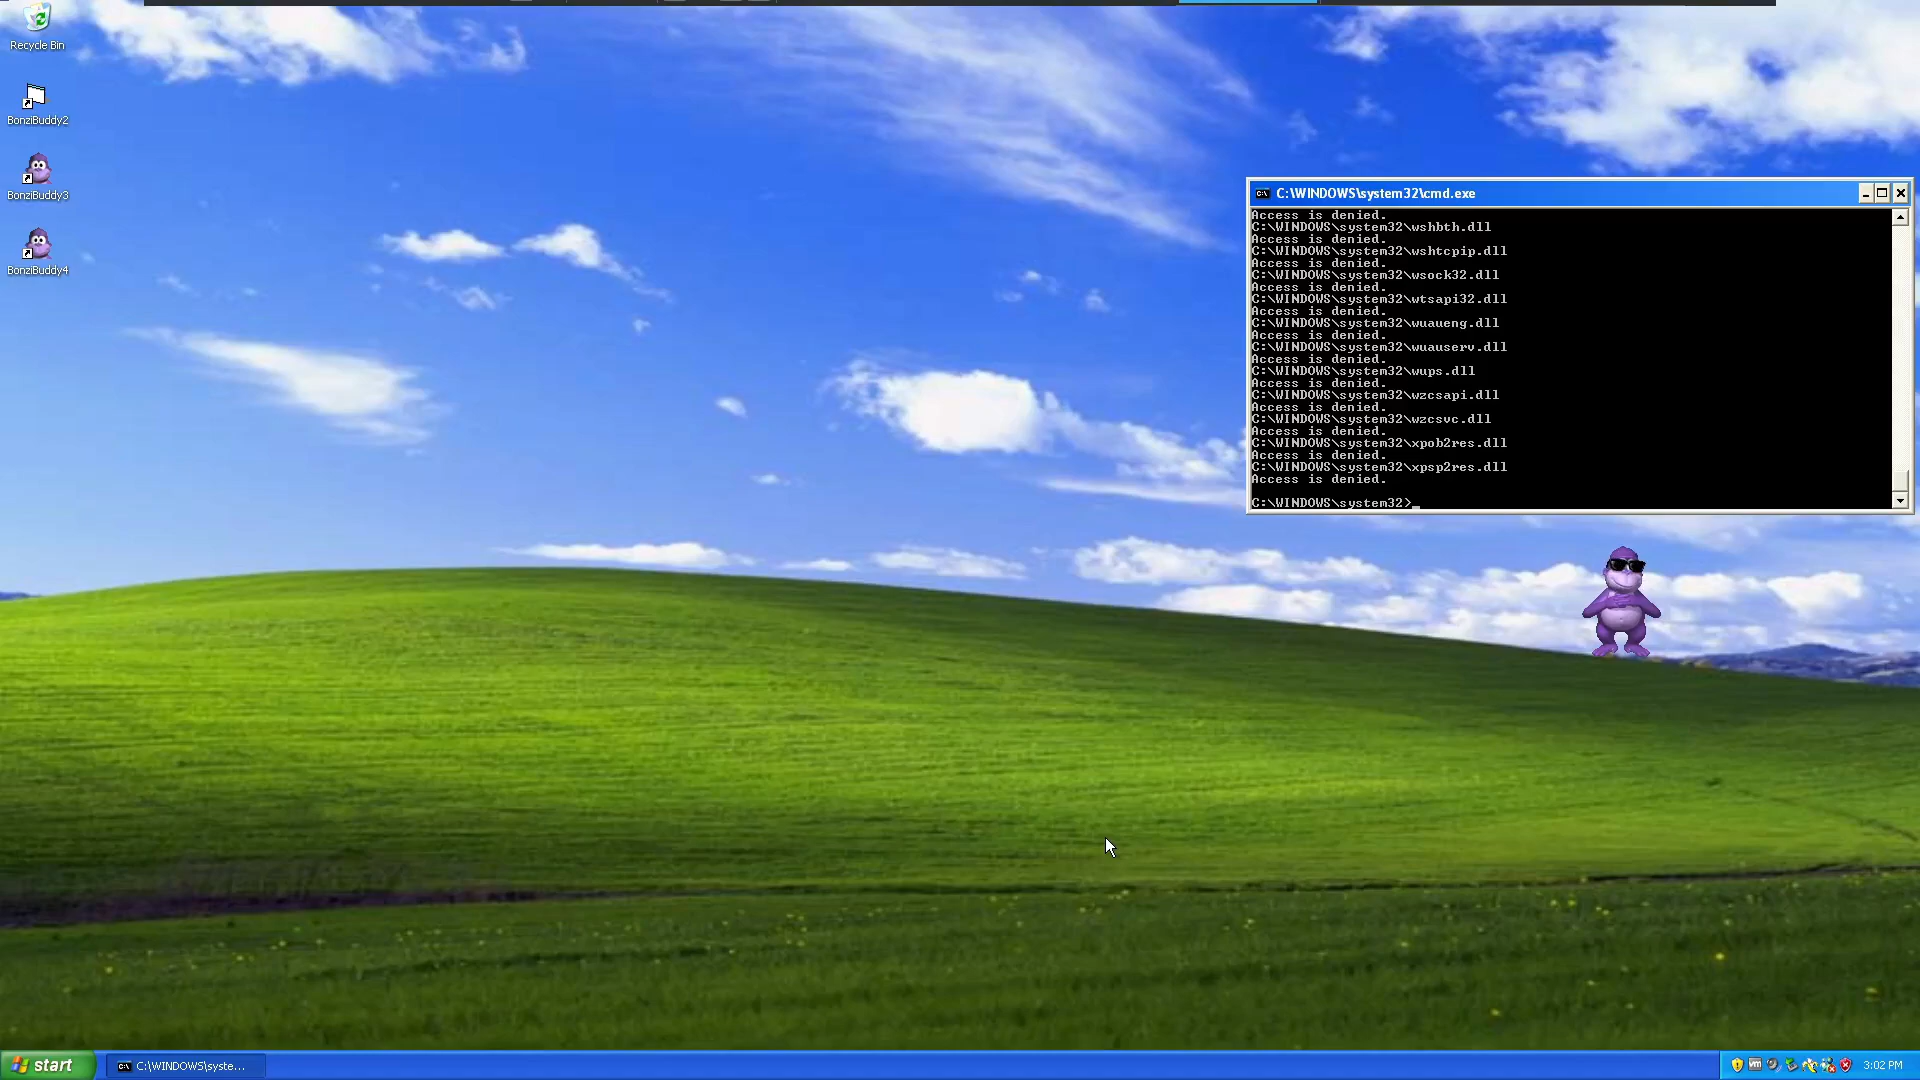 Recycle Bin
BonziBuddy2
BonziBuddy3
BonziBuddy4
C:\WINDOWS\system32\cmd.exe
Access is denied.
C:\WINDOWS\system32\wshbth.dll
Access is denied.
C:\WINDOWS\system32\wshtcpip.dll
Access is denied.
C:\WINDOWS\system32\wsock32.dll
Access is denied.
C:\WINDOWS\system32\wtsapi32.dll
Access is denied.
C:\WINDOWS\system32\wuaueng.dll
Access is denied.
C:\WINDOWS\system32\wuauserv.dll
Access is denied.
C:\WINDOWS\system32\wups.dll
Access is denied.
C:\WINDOWS\system32\wzcsapi.dll
Access is denied.
C:\WINDOWS\system32\wzcsvc.dll
Access is denied.
C:\WINDOWS\system32\xpob2res.dll
Access is denied.
C:\WINDOWS\system32\xpsp2res.dll
Access is denied.
C:\WINDOWS\system32>_
start
C:\WINDOWS\syste...
3:02 PM